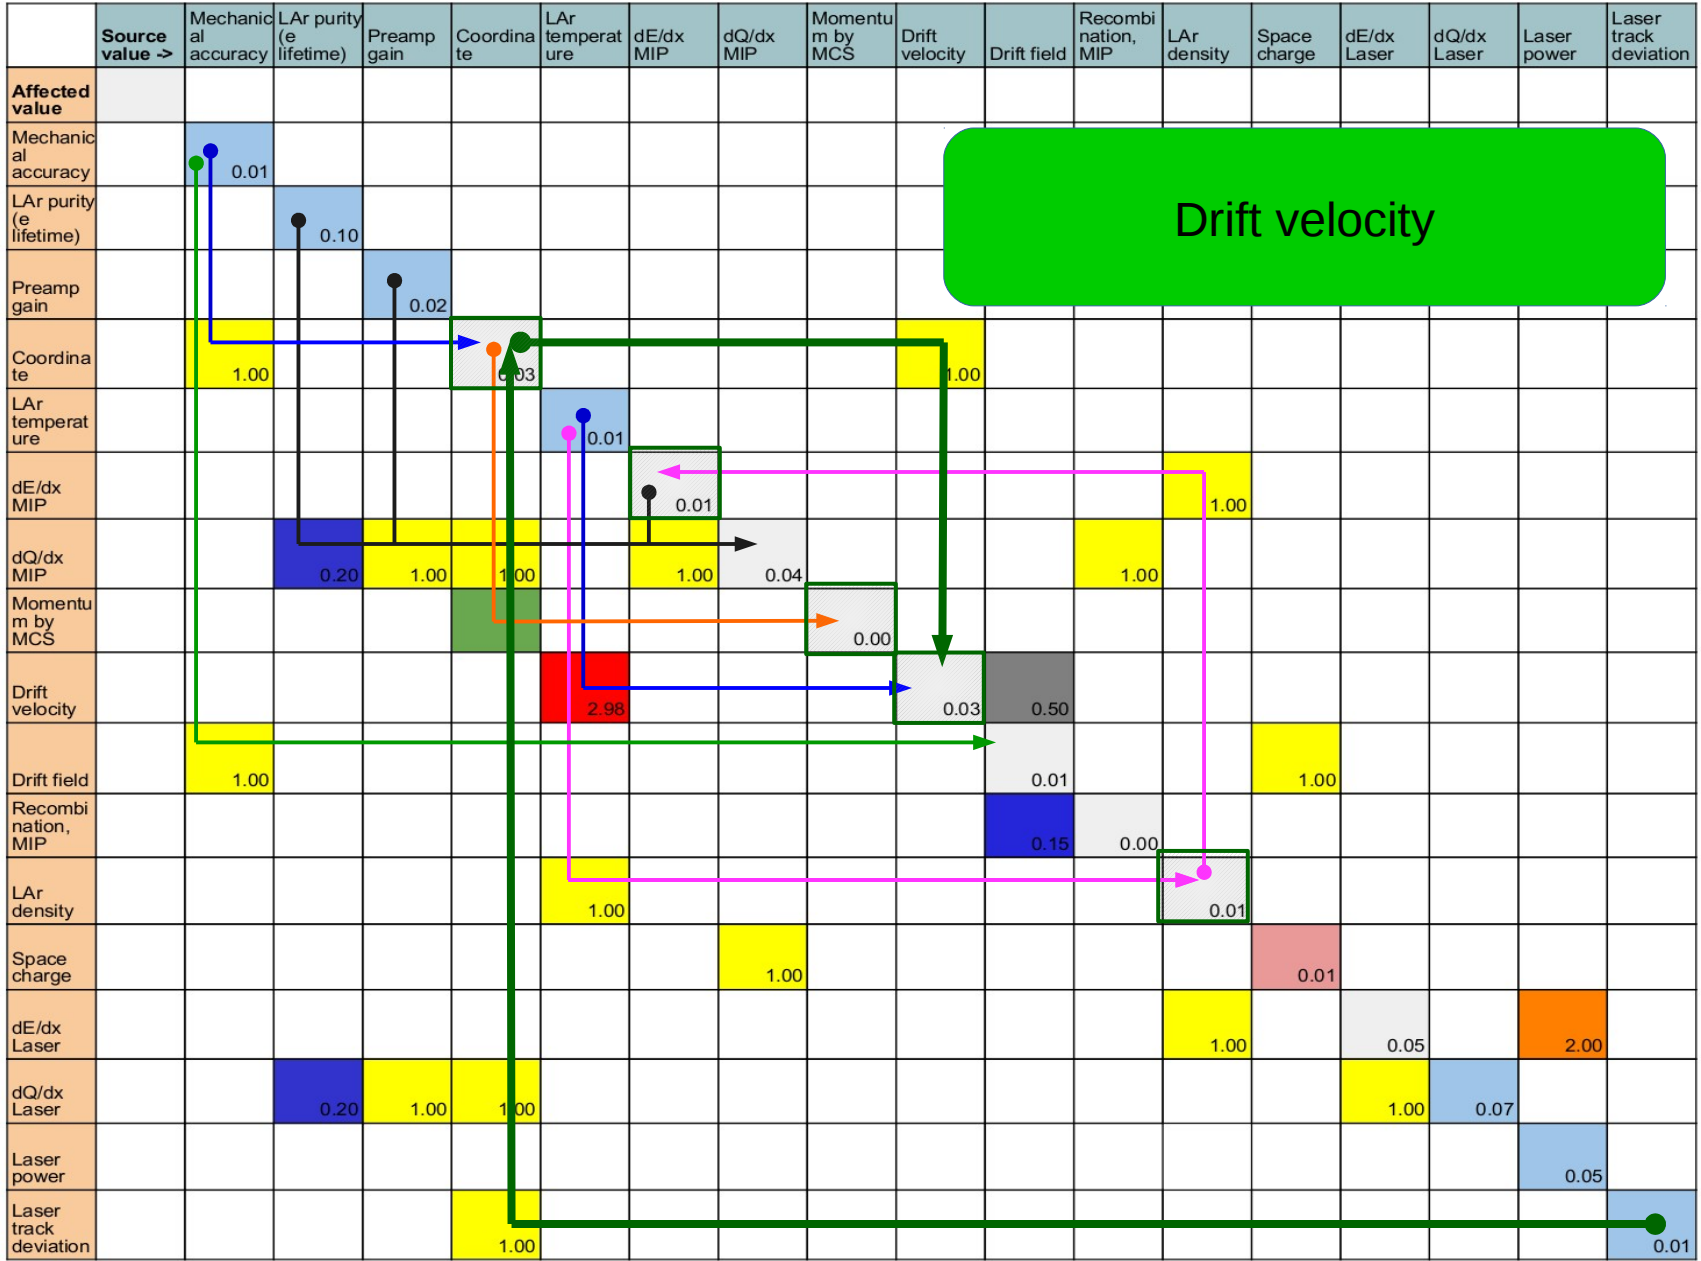 Source value -> Mechanical accuracy LAr purity (e lifetime) Preamp gain Coordinate LAr temperature dE/dx MIP dQ/dx MIP Momentum by MCS Drift velocity Drift field Recombination, MIP LAr density Space charge dE/dx Laser dQ/dx Laser Laser power Laser track deviation
Affected value
Mechanical accuracy 0.01
Drift velocity
LAr purity (e lifetime) 0.10
Preamp gain 0.02
Coordinate 1.00 0.03 1.00
LAr temperature 0.01
dE/dx MIP 0.01 1.00
dQ/dx MIP 0.20 1.00 1.00 1.00 0.04 1.00
Momentum by MCS 0.00
Drift velocity 2.98 0.03 0.50
Drift field 1.00 0.01 1.00
Recombination, MIP 0.15 0.00
LAr density 1.00 0.01
Space charge 1.00 0.01
dE/dx Laser 1.00 0.05 2.00
dQ/dx Laser 0.20 1.00 1.00 1.00 0.07
Laser power 0.05
Laser track deviation 1.00 0.01